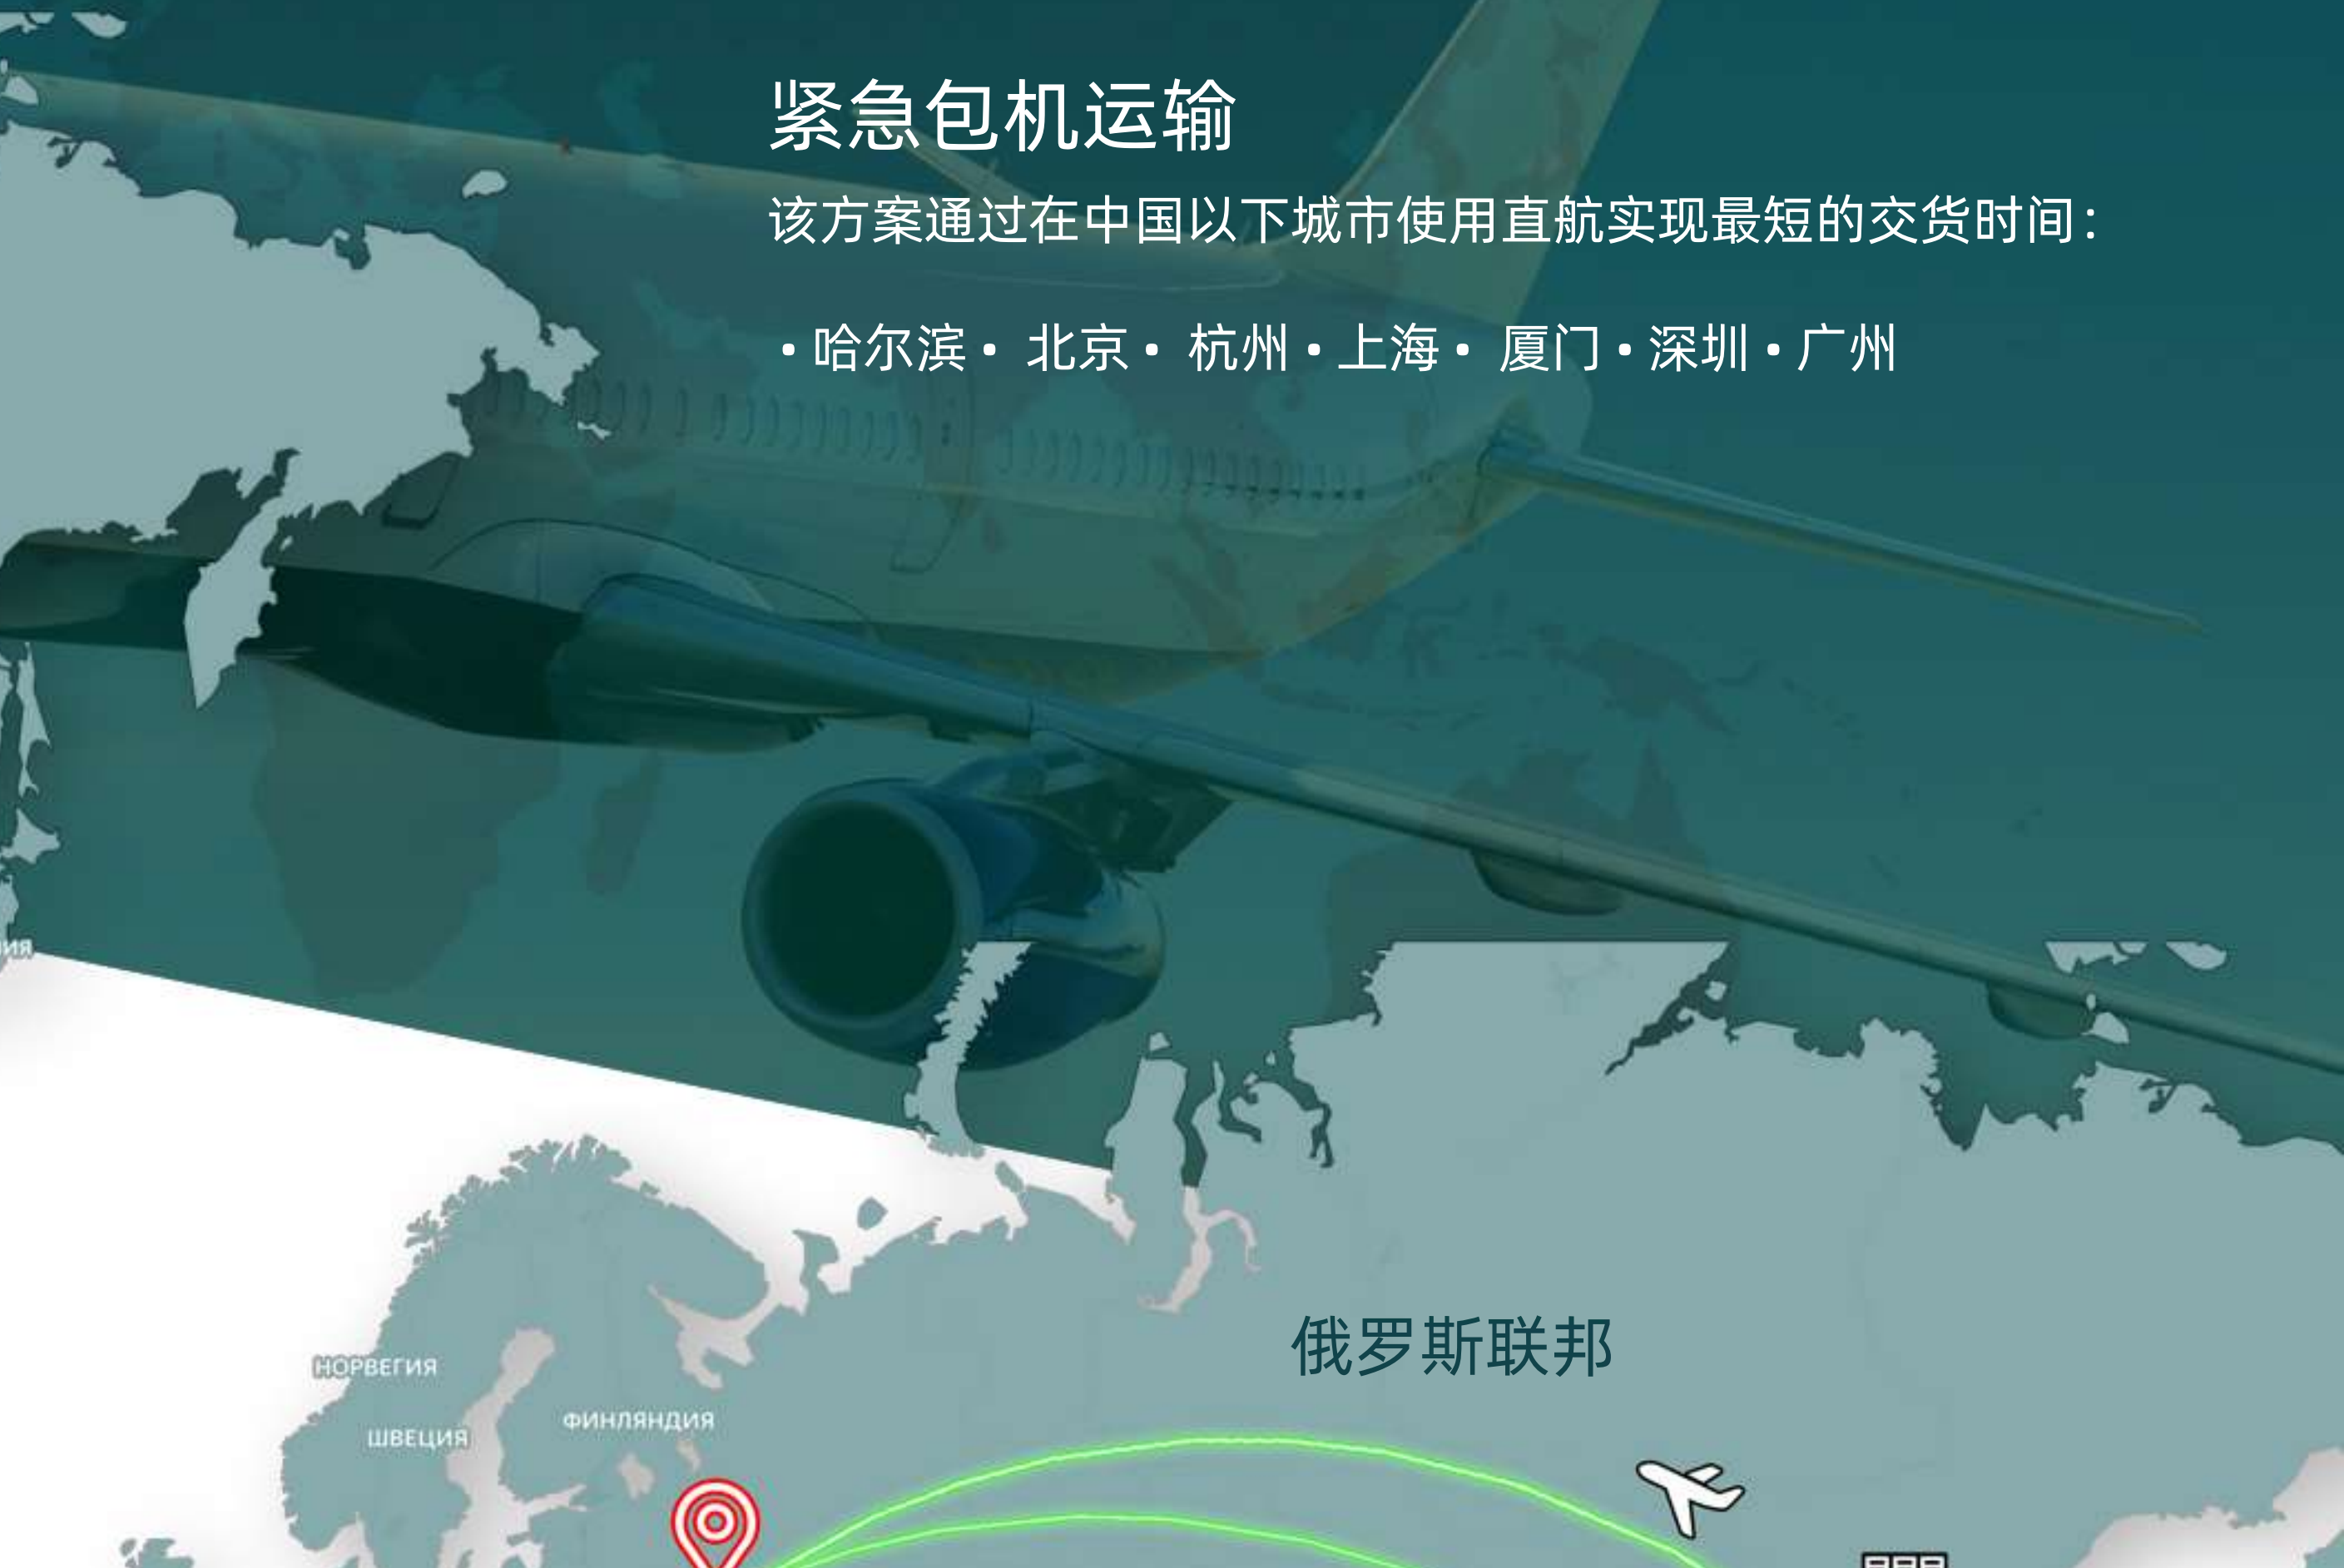 紧急包机运输
该方案通过在中国以下城市使用直航实现最短的交货时间：
• 哈尔滨 • 北京 • 杭州 • 上海 • 厦门 • 深圳 • 广州
ия
俄罗斯联邦
НОРВЕГИЯ
ФИНЛЯНДИЯ
ШВЕЦИЯ